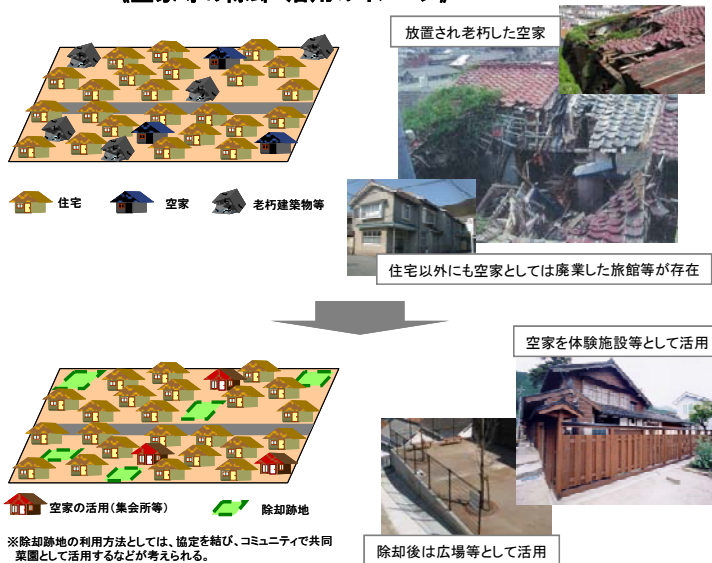 放置され老朽した空家
住宅
空家
老朽建築物等
住宅以外にも空家としては廃業した旅館等が存在
空家を体験施設等として活用
空家の活用(集会所等)
除却跡地
※除却跡地の利用方法としては、協定を結び、コミュニティで共同
菜園として活用するなどが考えられる。
除却後は広場等として活用